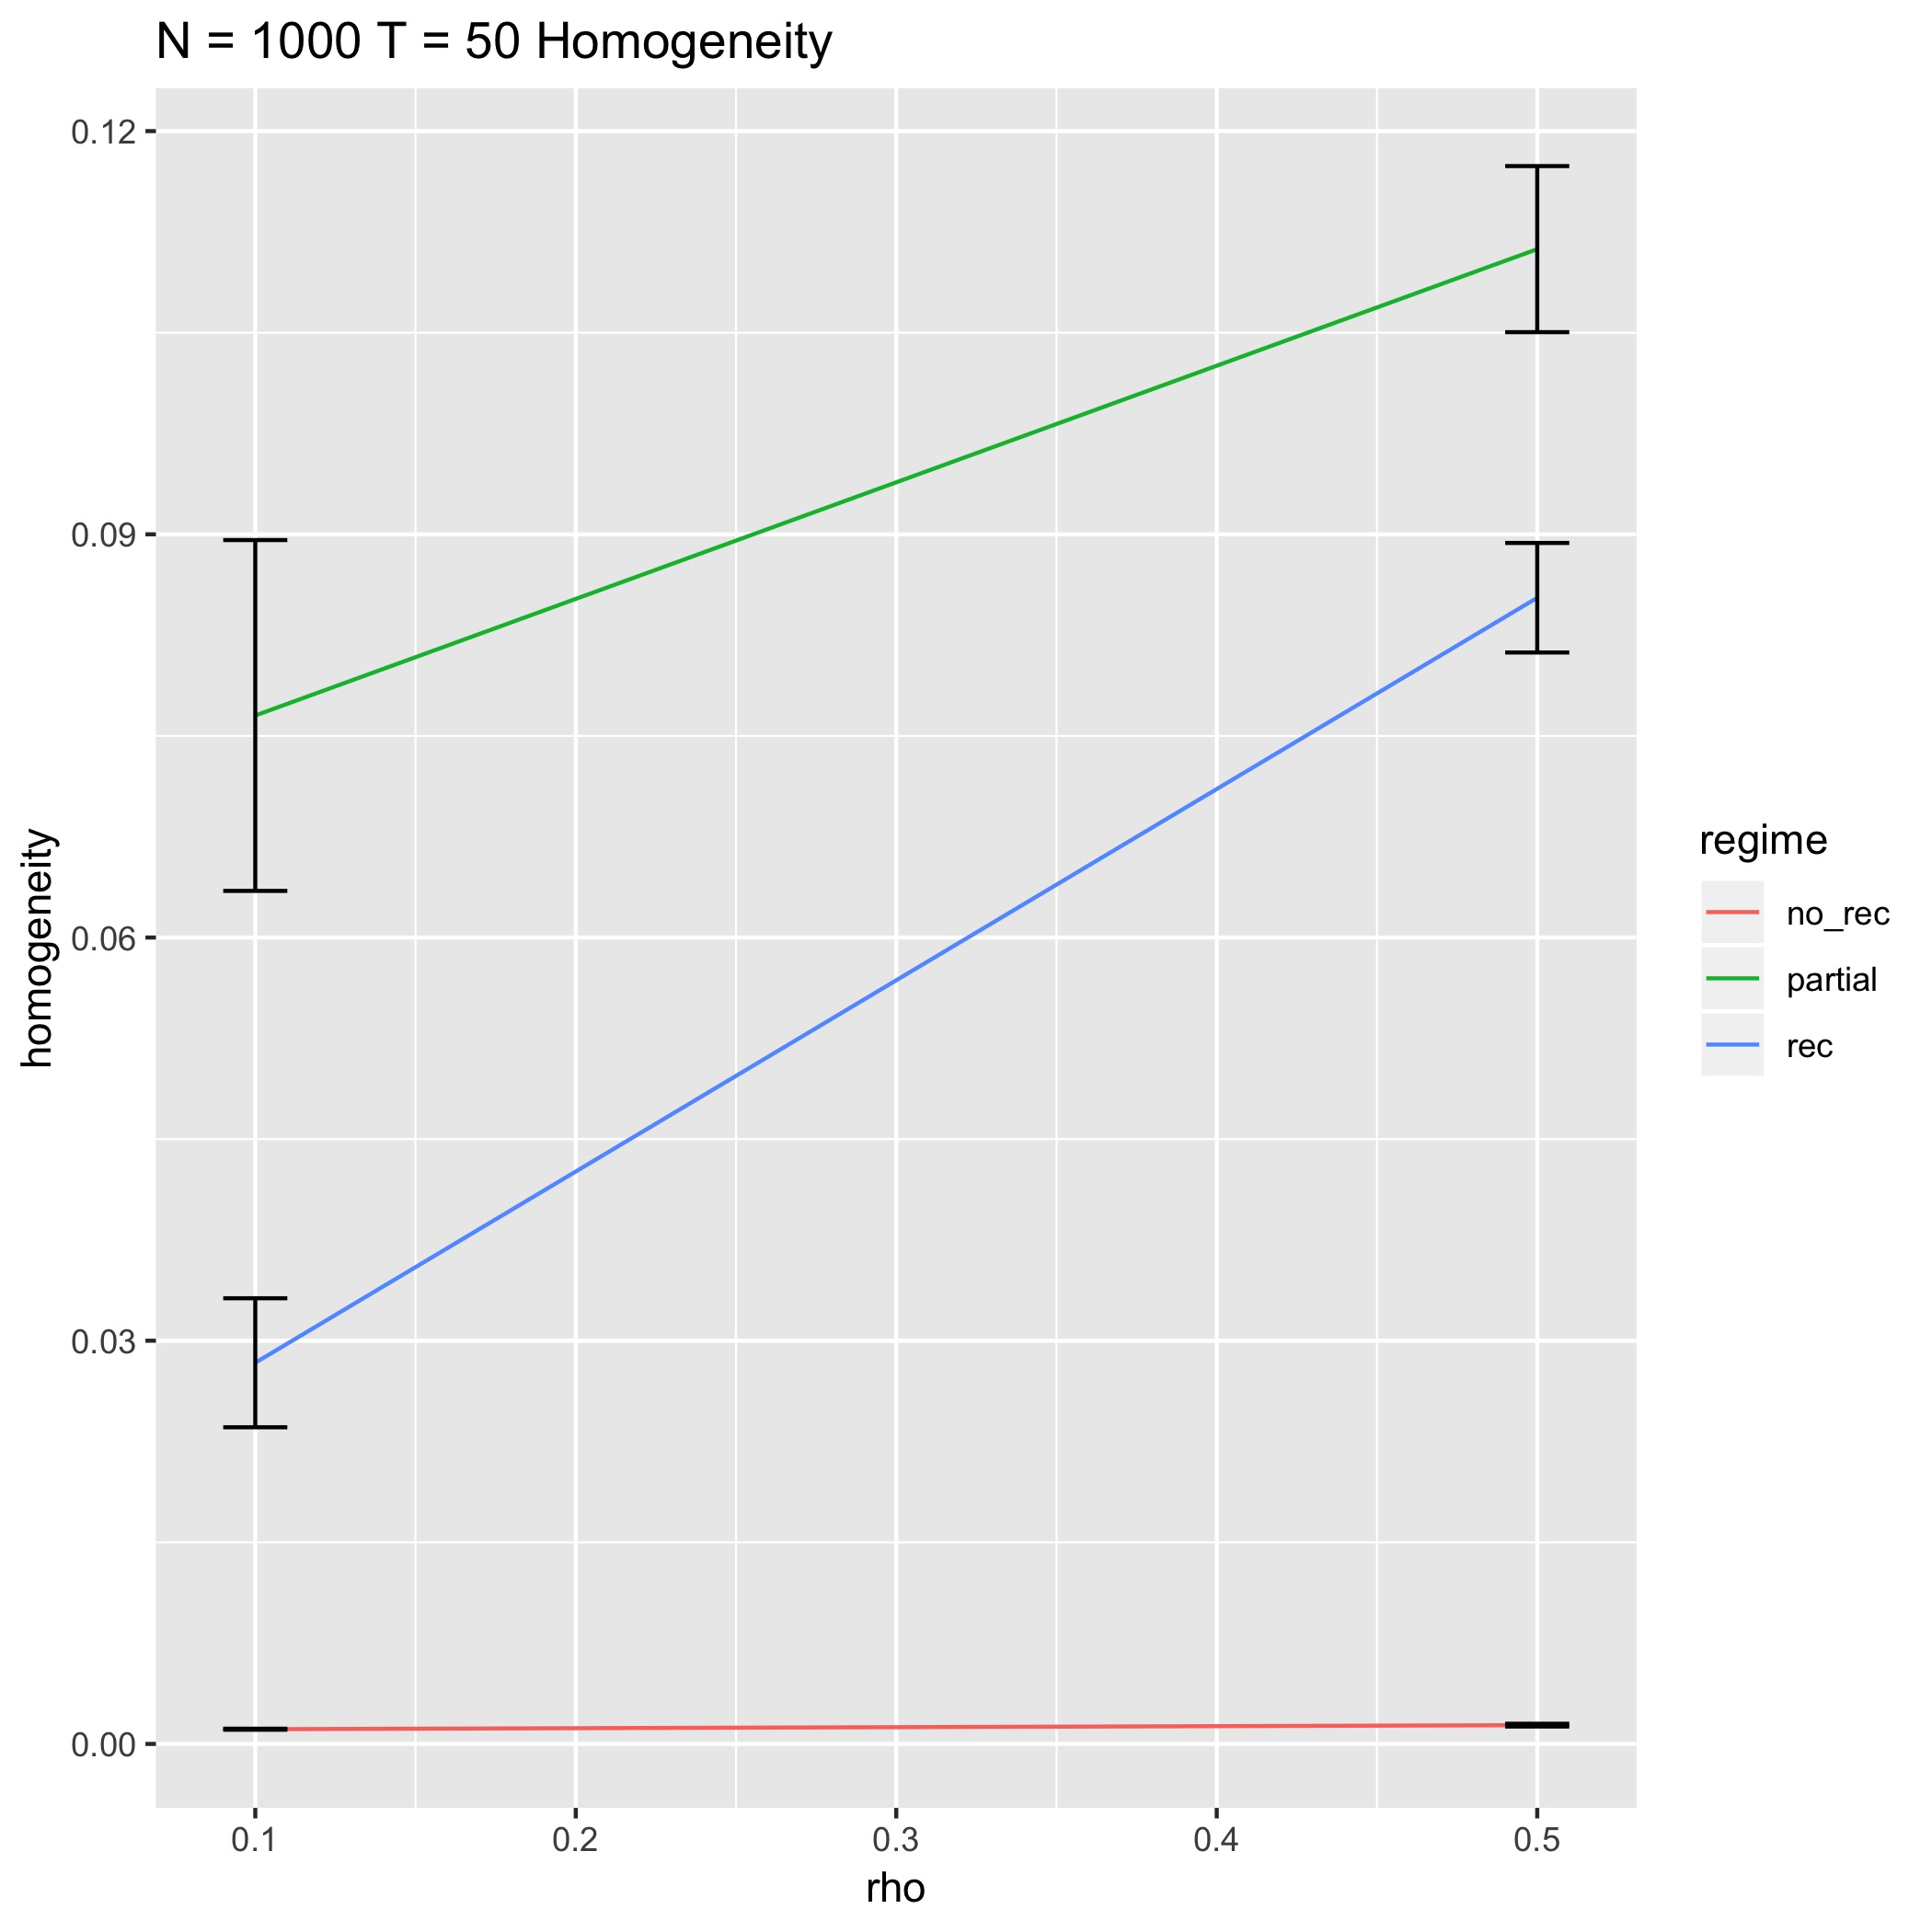 N = 1000 T = 50 Homogeneity
homogeneity
0.12
0.09
0.06
0.03
0.00
0.1 0.2 0.3 0.4 0.5
rho
regime
no_rec
partial
rec